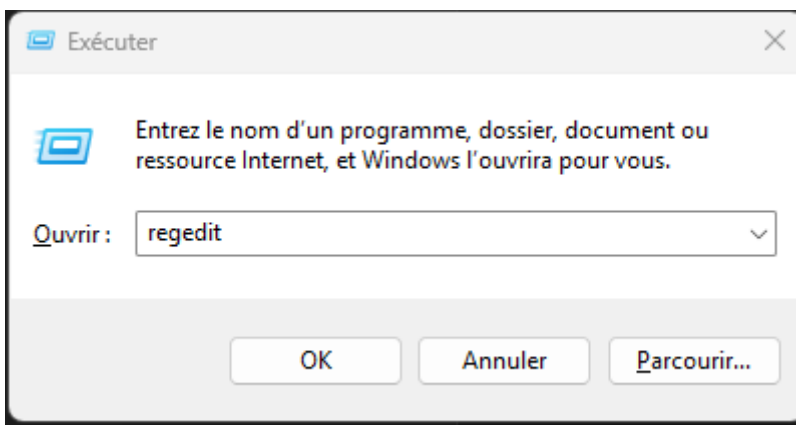 Exécuter
Entrez le nom d'un programme, dossier, document ou
ressource Internet, et Windows l'ouvrira pour vous.
Ouvrir : regedit
OK Annuler Parcourir...